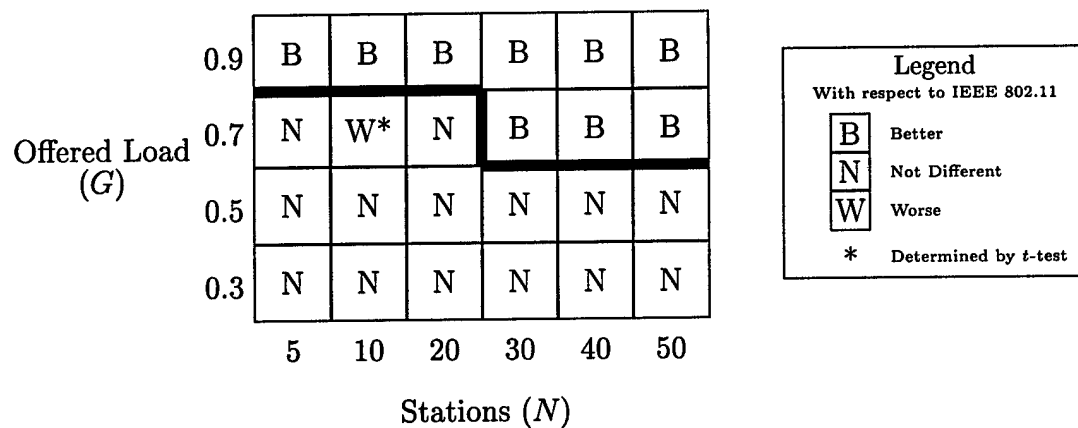 0.9 B B B B B B
0.7 N W* N B B B
Offered Load
(G)
0.5 N N N N N N
0.3 N N N N N N
5 10 20 30 40 50
Stations (N)
Legend
With respect to IEEE 802.11
B Better
N Not Different
W Worse
* Determined by t-test